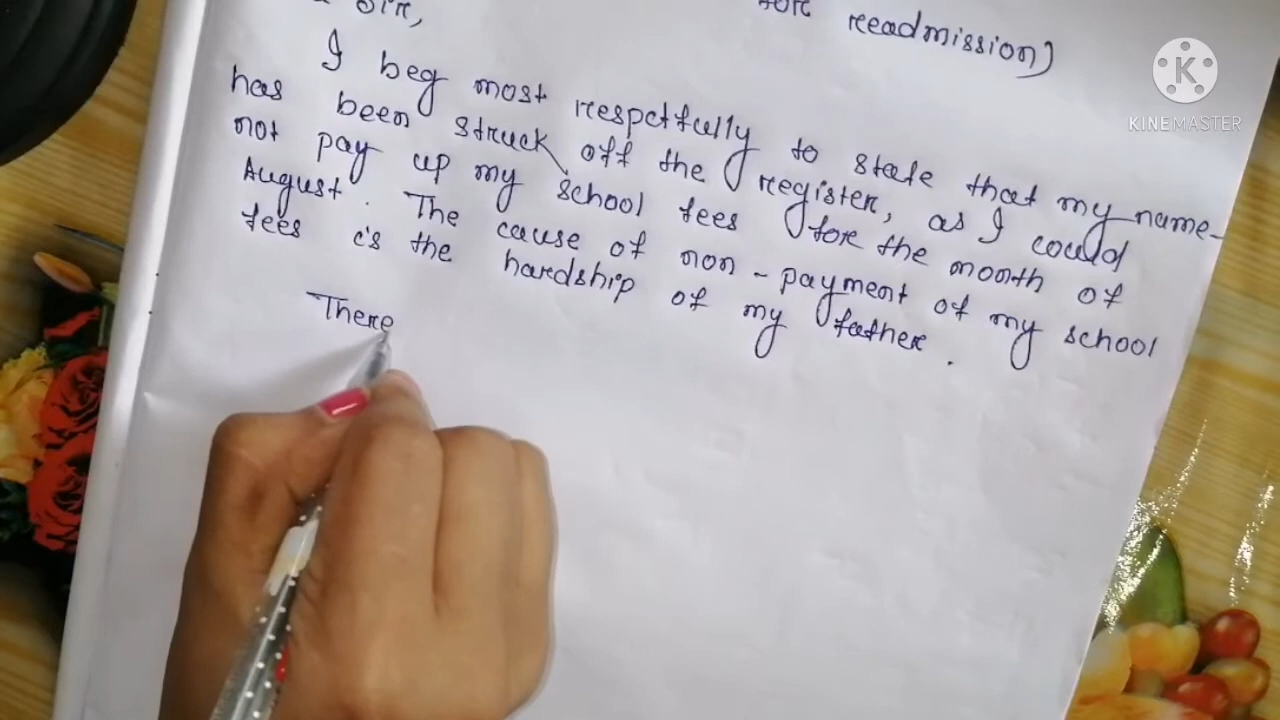 Sir,
for readmission)
I beg most respctfully to state that my name
has been struck off the register, as I could
not pay up my school fees for the month of
August. The cause of non-payment of my school
fees is the hardship of my father.
There
KINEMASTER